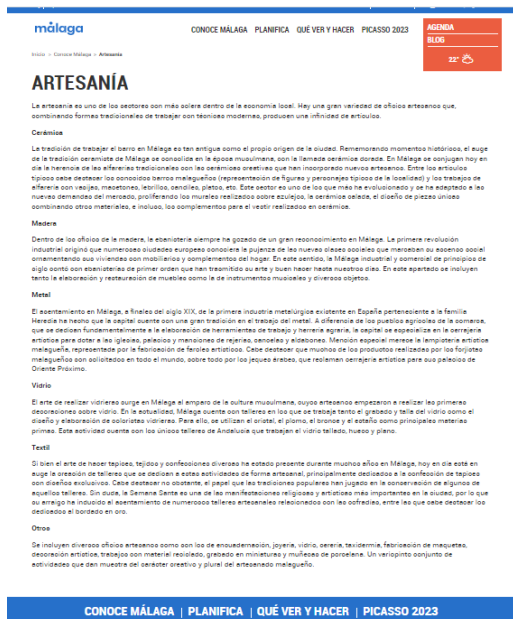 málaga
CONOCE MÁLAGA PLANIFICA QUÉ VER Y HACER PICASSO 2023
AGENDA
BLOG
22°
Inicio > Conoce Málaga > Artesanía
ARTESANÍA
La artesanía es uno de los sectores con más solera dentro de la economía local. Hay una gran variedad de oficios artesanos que,
combinando formas tradicionales de trabajar con técnicas modernas, producen una infinidad de artículos.
Cerámica
La tradición de trabajar el barro en Málaga es tan antigua como el propio origen de la ciudad. Rememorando momentos históricos, el auge
de la tradición ceramista de Málaga se consolida en la época musulmana, con la llamada cerámica dorada. En Málaga se conjugan hoy en
día la herencia de las alfarerías tradicionales con las cerámicas creativas que han incorporado nuevos artesanos. Entre los artículos
típicos cabe destacar los conocidos barros malagueños (representación de figuras y personajes típicos de la localidad) y los trabajos de
alfarería con vasijas, macetones, lebrillos, candiles, platos, etc. Este sector es uno de los que más ha evolucionado y se ha adaptado a las
nuevas demandas del mercado, proliferando los murales realizados sobre azulejos, la cerámica calada, el diseño de piezas únicas
combinando otros materiales, e incluso, los complementos para el vestir realizados en cerámica.
Madera
Dentro de los oficios de la madera, la ebanistería siempre ha gozado de un gran reconocimiento en Málaga. La primera revolución
industrial originó que numerosas ciudades europeas conociera la pujanza de las nuevas clases sociales que marcaban su ascenso social
ornamentando sus viviendas con mobiliarios y complementos del hogar. En este sentido, la Málaga industrial y comercial de principios de
siglo contó con ebanisterías de primer orden que han trasmitido su arte y buen hacer hasta nuestros días. En este apartado se incluyen
tanto la elaboración y restauración de muebles como la de instrumentos musicales y diversos objetos.
Metal
El asentamiento en Málaga, a finales del siglo XIX, de la primera industria metalúrgica existente en España perteneciente a la familia
Heredia ha hecho que la capital cuente con una gran tradición en el trabajo del metal. A diferencia de los pueblos agrícolas de la comarca,
que se dedican fundamentalmente a la elaboración de herramientas de trabajo y herrería agraria, la capital se especializa en la cerrajería
artística para dotar a las iglesias, palacios y mansiones de rejerías, cancelas y aldabones. Mención especial merece la lampistería artística
malagueña, representada por la fabricación de faroles artísticos. Cabe destacar que muchos de los productos realizados por los forjistas
malagueños son solicitados en todo el mundo, sobre todo por los jeques árabes, que reclaman cerrajería artística para sus palacios de
Oriente Próximo.
Vidrio
El arte de realizar vidrieras surge en Málaga al amparo de la cultura musulmana, cuyos artesanos empezaron a realizar las primeras
decoraciones sobre vidrio. En la actualidad, Málaga cuenta con talleres en los que se trabaja tanto el grabado y talla del vidrio como el
diseño y elaboración de coloristas vidrieras. Para ello, se utilizan el cristal, el plomo, el bronce y el estaño como principales materias
primas. Esta actividad cuenta con los únicos talleres de Andalucía que trabajan el vidrio tallado, hueco y plano.
Textil
Si bien el arte de hacer tapices, tejidos y confecciones diversas ha estado presente durante muchos años en Málaga, hoy en día está en
auge la creación de talleres que se dedican a estas actividades de forma artesanal, principalmente dedicados a la confección de tapices
con diseños exclusivos. Cabe destacar no obstante, el papel que las tradiciones populares han jugado en la conservación de algunos de
aquellos talleres. Sin duda, la Semana Santa es una de las manifestaciones religiosas y artísticas más importantes en la ciudad, por lo que
su arraigo ha inducido al asentamiento de numerosos talleres artesanales relacionados con las cofradías, entre las que cabe destacar los
dedicados al bordado en oro.
Otros
Se incluyen diversos oficios artesanos como son los de encuadernación, joyería, vidrio, cerería, taxidermia, fabricación de maquetas,
decoración artística, trabajos con material reciclado, grabado en miniaturas y muñecas de porcelana. Un variopinto conjunto de
actividades que dan muestra del carácter creativo y plural del artesanado malagueño.
CONOCE MÁLAGA | PLANIFICA | QUÉ VER Y HACER | PICASSO 2023